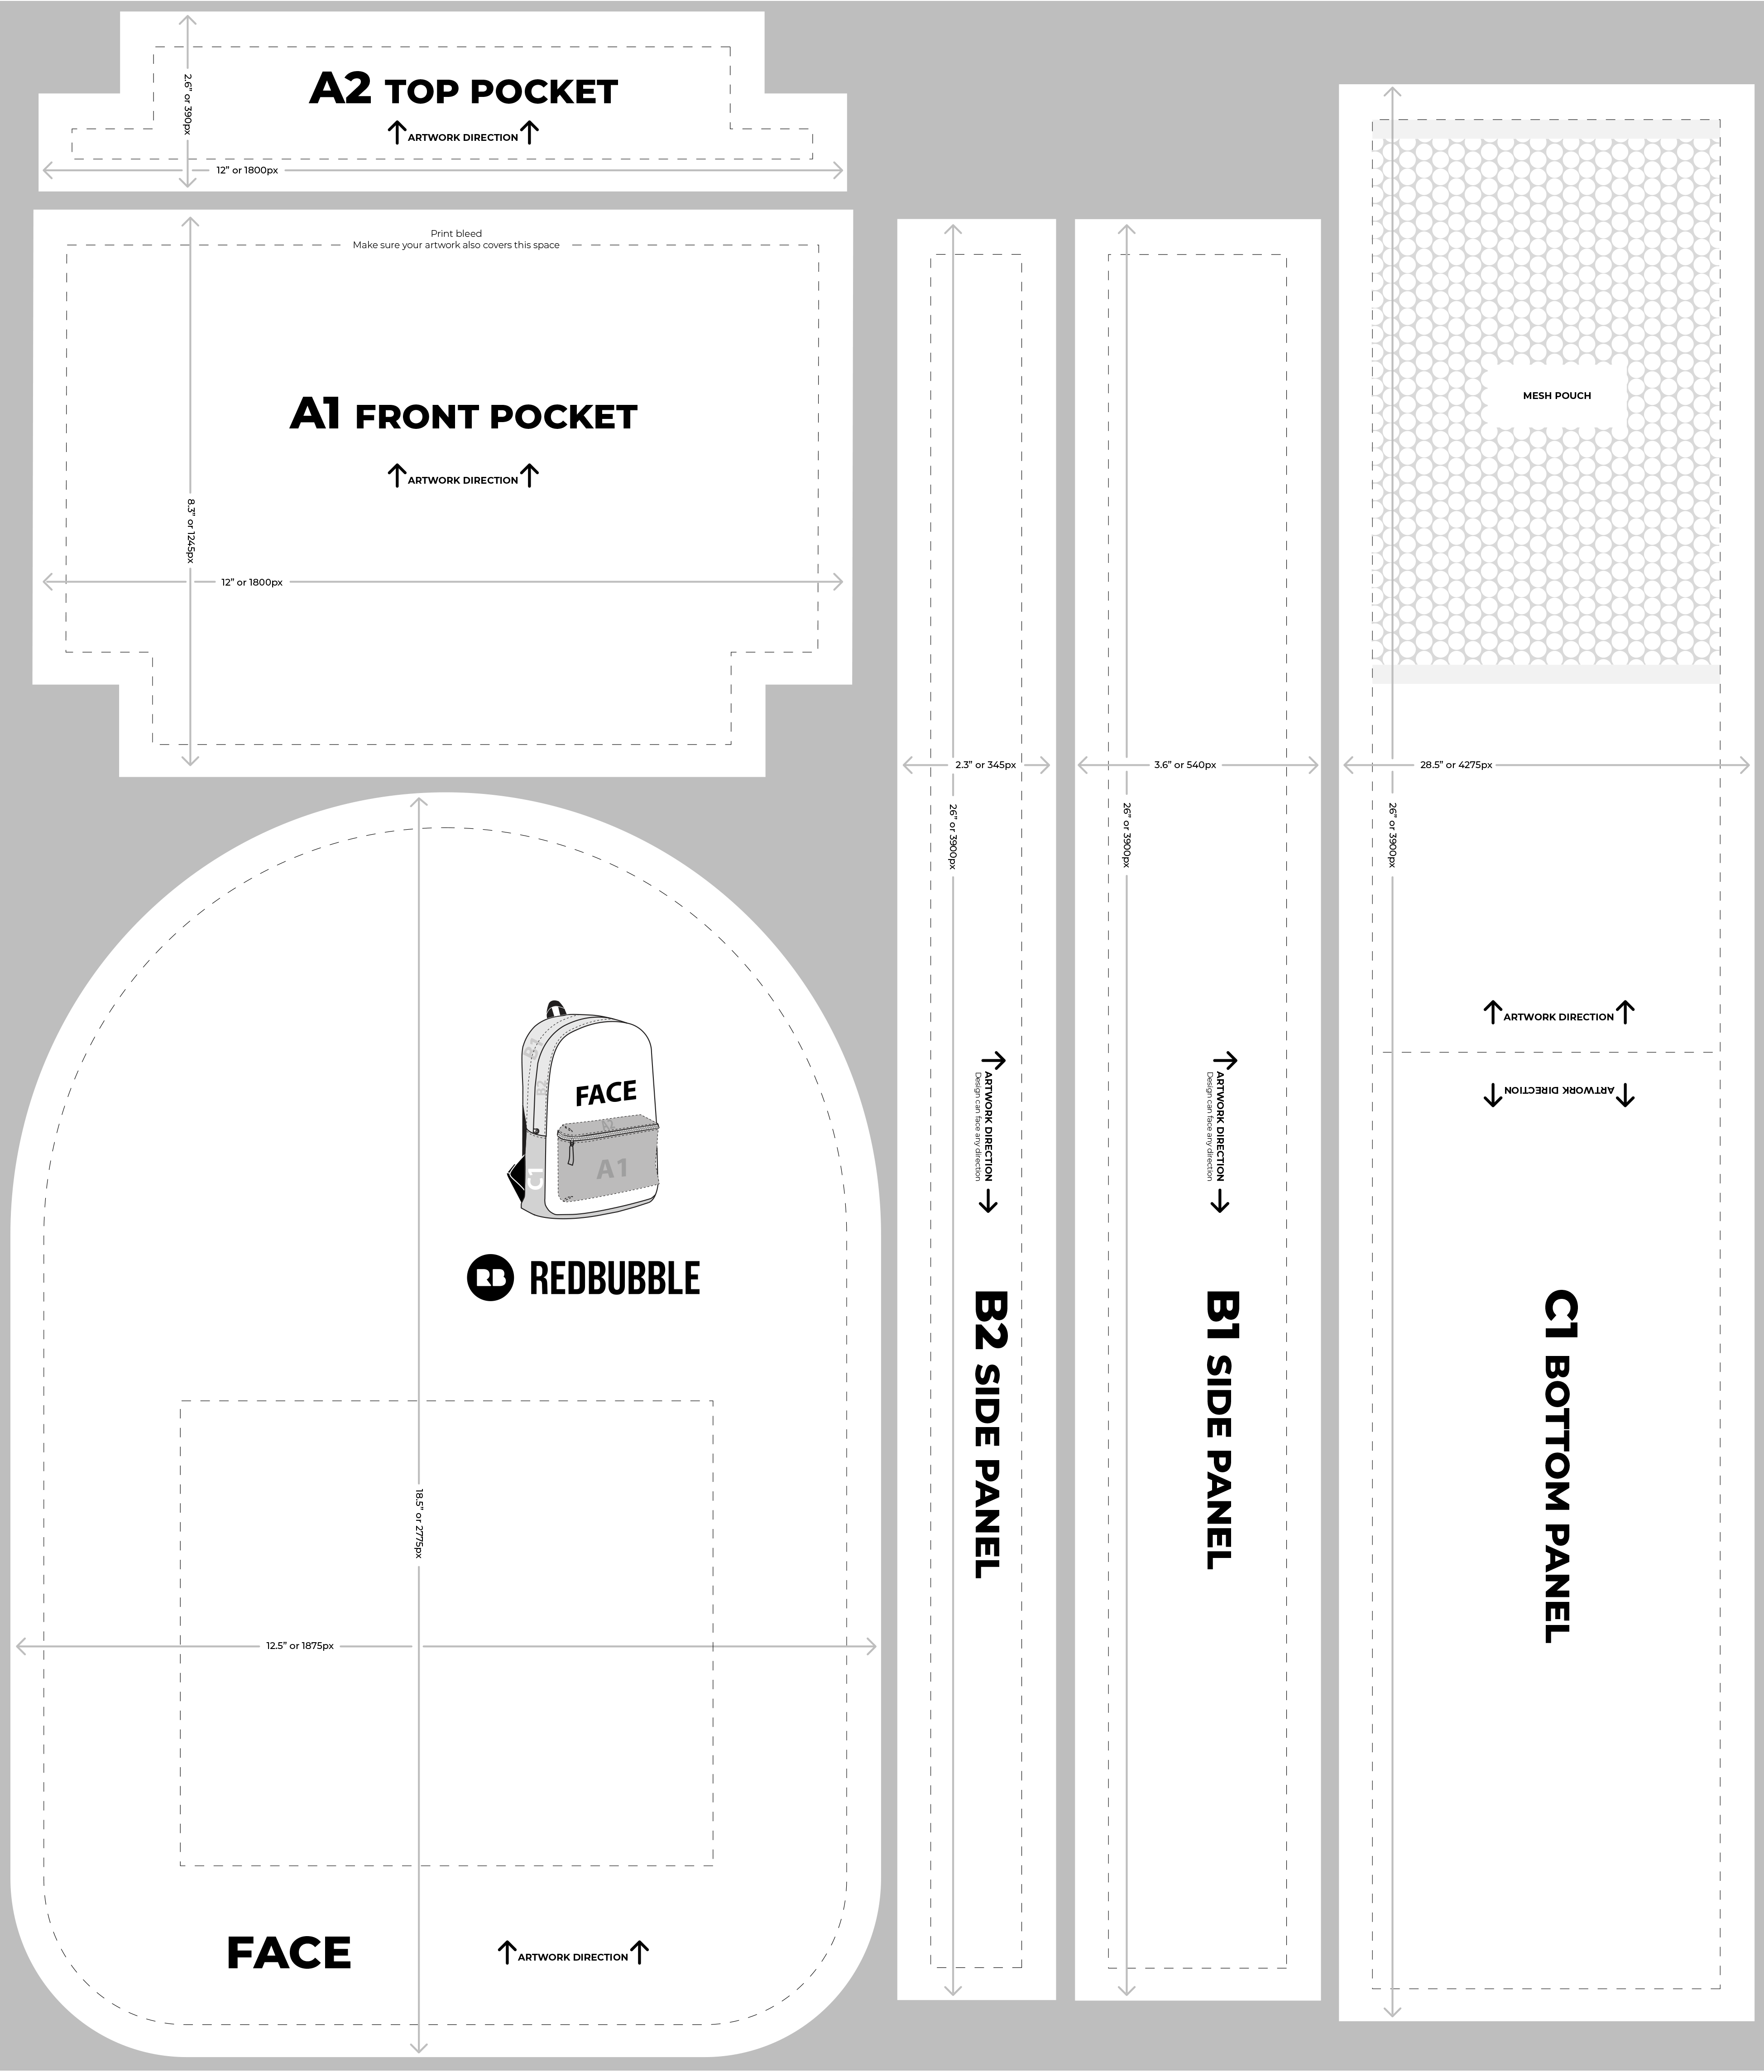 A2 TOP POCKET
ARTWORK DIRECTION
2.6” or 390px
12” or 1800px
Print bleed
Make sure your artwork also covers this space
A1 FRONT POCKET
ARTWORK DIRECTION
8.3” or 1245px
12” or 1800px
B1
B2
FACE
A2
A1
C1
RB REDBUBBLE
18.5” or 2775px
12.5” or 1875px
FACE
ARTWORK DIRECTION
2.3” or 345px
26” or 3900px
ARTWORK DIRECTION
Design can face any direction
B2 SIDE PANEL
3.6” or 540px
26” or 3900px
ARTWORK DIRECTION
Design can face any direction
B1 SIDE PANEL
MESH POUCH
28.5” or 4275px
26” or 3900px
ARTWORK DIRECTION
ARTWORK DIRECTION
C1 BOTTOM PANEL